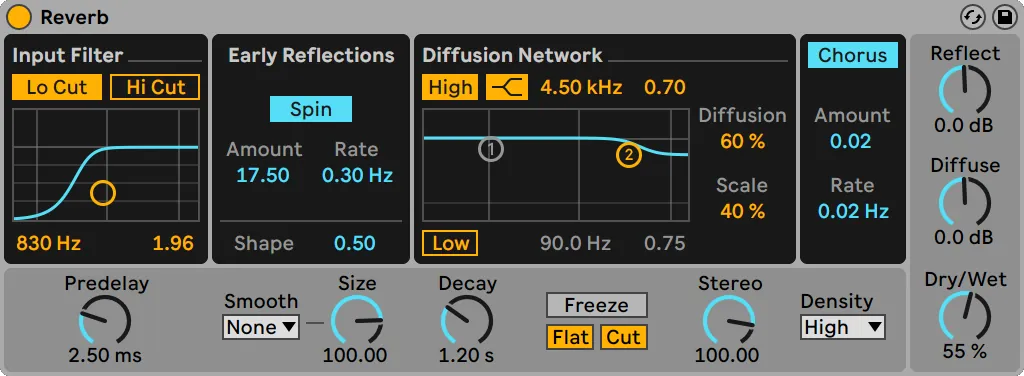 Reverb
Input Filter
Lo Cut Hi Cut
830 Hz 1.96
Early Reflections
Spin
Amount Rate
17.50 0.30 Hz
Shape 0.50
Diffusion Network
High 4.50 kHz 0.70
1
2
Diffusion
60 %
Scale
40 %
Low 90.0 Hz 0.75
Chorus
Amount
0.02
Rate
0.02 Hz
Reflect
0.0 dB
Diffuse
0.0 dB
Dry/Wet
55 %
Predelay
2.50 ms
Smooth
None
Size
100.00
Decay
1.20 s
Freeze
Flat Cut
Stereo
100.00
Density
High